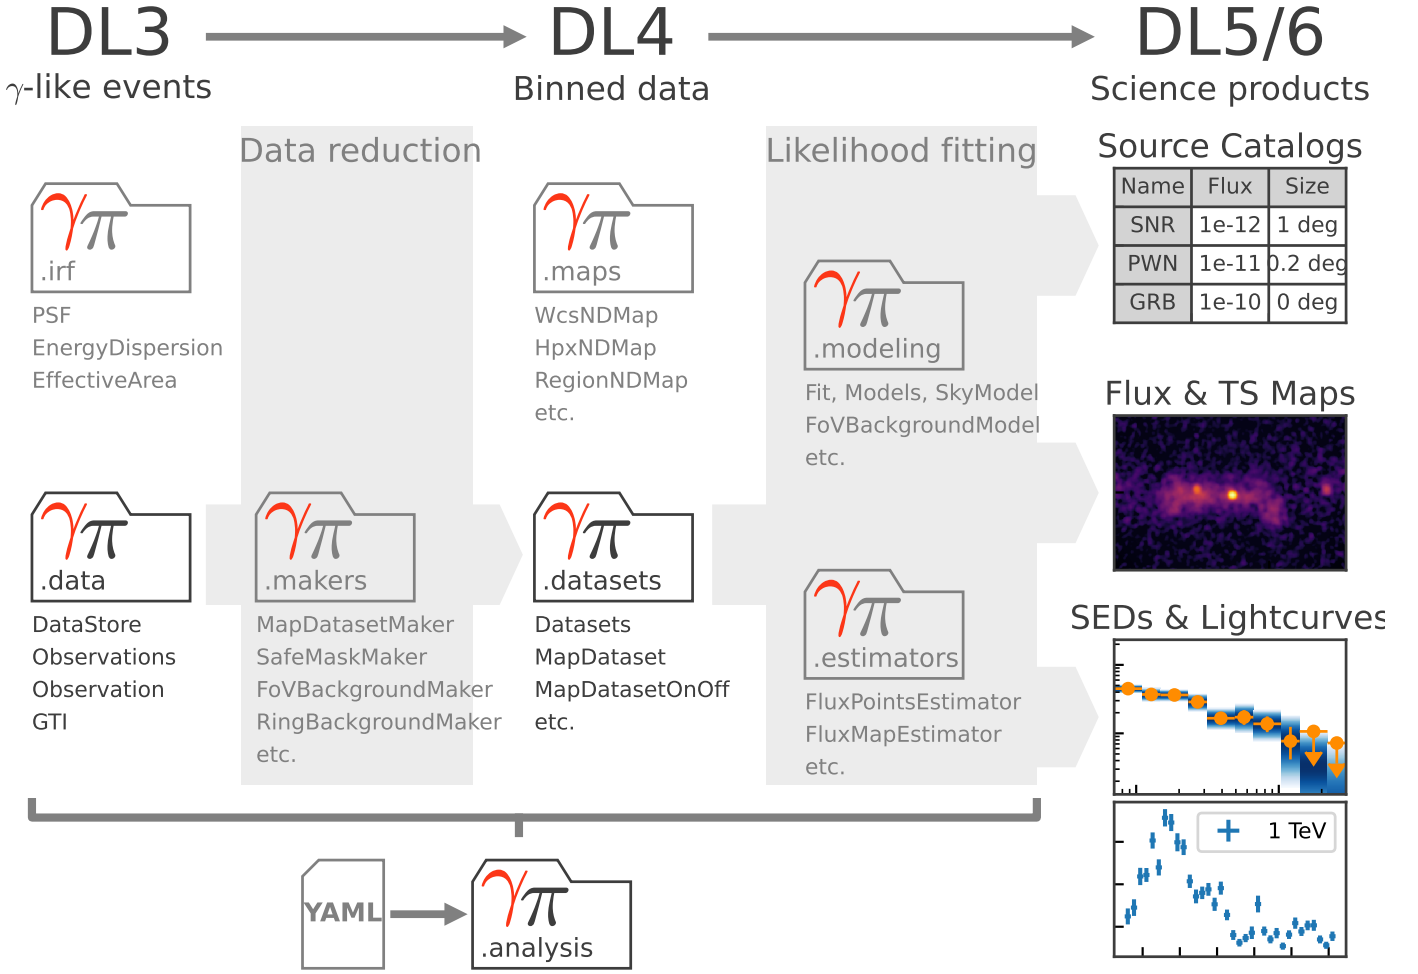 DL3
DL4
DL5/6
γ-like events
Binned data
Science products
Data reduction
Likelihood fitting
γπ
.irf
PSF
EnergyDispersion
EffectiveArea
γπ
.data
DataStore
Observations
Observation
GTI
γπ
.makers
MapDatasetMaker
SafeMaskMaker
FoVBackgroundMaker
RingBackgroundMaker
etc.
γπ
.maps
WcsNDMap
HpxNDMap
RegionNDMap
etc.
γπ
.datasets
Datasets
MapDataset
MapDatasetOnOff
etc.
γπ
.modeling
Fit, Models, SkyModel
FoVBackgroundModel
etc.
γπ
.estimators
FluxPointsEstimator
FluxMapEstimator
etc.
Source Catalogs
Name Flux Size
SNR 1e-12 1 deg
PWN 1e-11 0.2 deg
GRB 1e-10 0 deg
Flux & TS Maps
SEDs & Lightcurves
1 TeV
YAML
γπ
.analysis